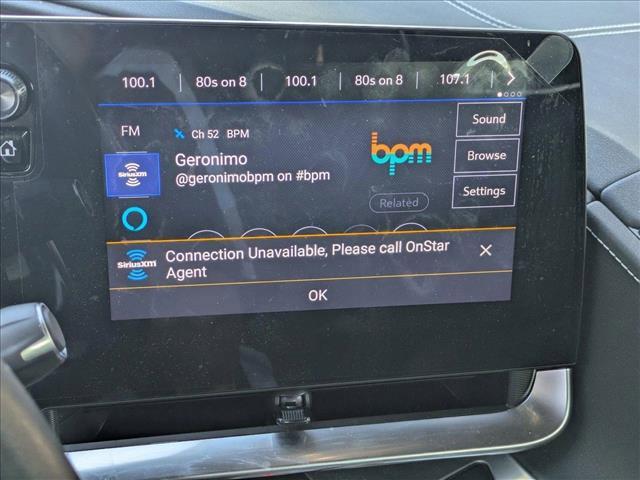 100.1 80s on 8 100.1 80s on 8 107.1
FM
Ch 52 BPM
Sound
Geronimo
@geronimobpm on #bpm
bpm
Browse
SiriusXM
Related
Settings
SiriusXM
Connection Unavailable, Please call OnStar
Agent
OK